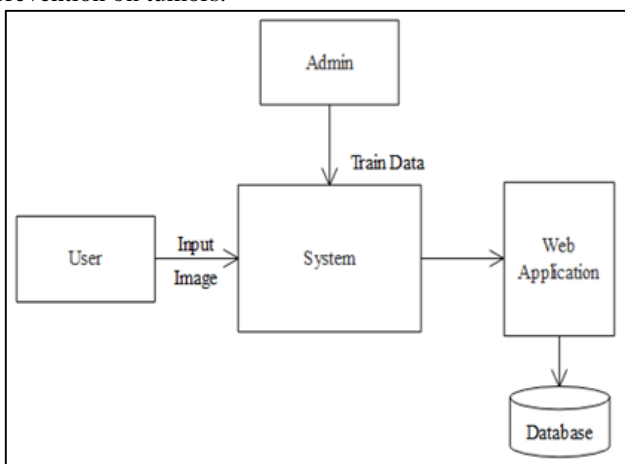 Admin
Train Data
User
Input
Image
System
Web
Application
Database